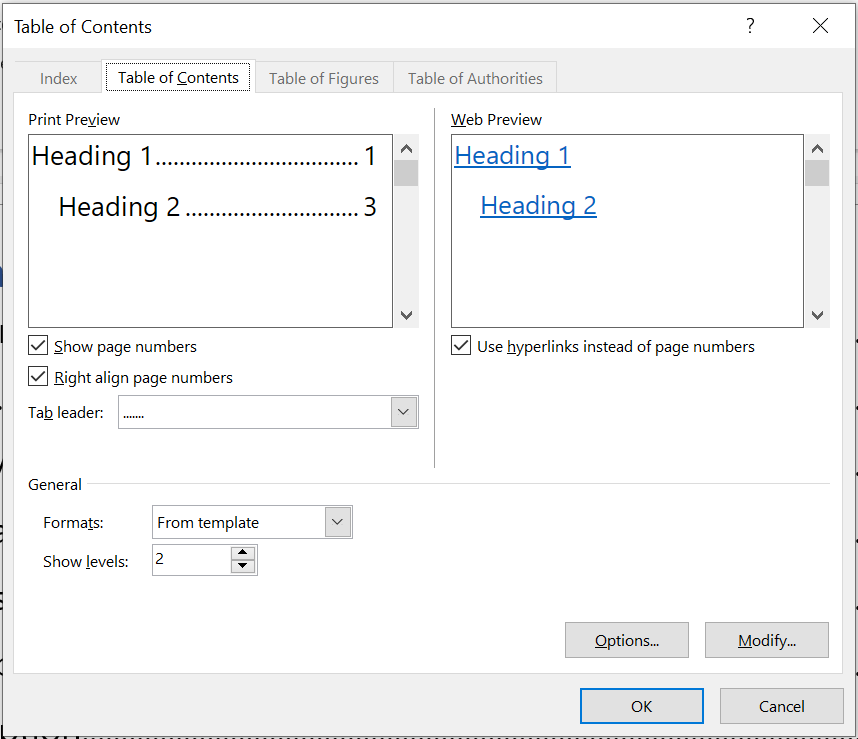 Table of Contents
?
Index
Table of Contents
Table of Figures
Table of Authorities
Print Preview
Web Preview
Heading 1.................................. 1
Heading 2............................. 3
Heading 1
Heading 2
Show page numbers
Right align page numbers
Tab leader: .......
Use hyperlinks instead of page numbers
General
Formats: From template
Show levels: 2
Options...
Modify...
OK
Cancel